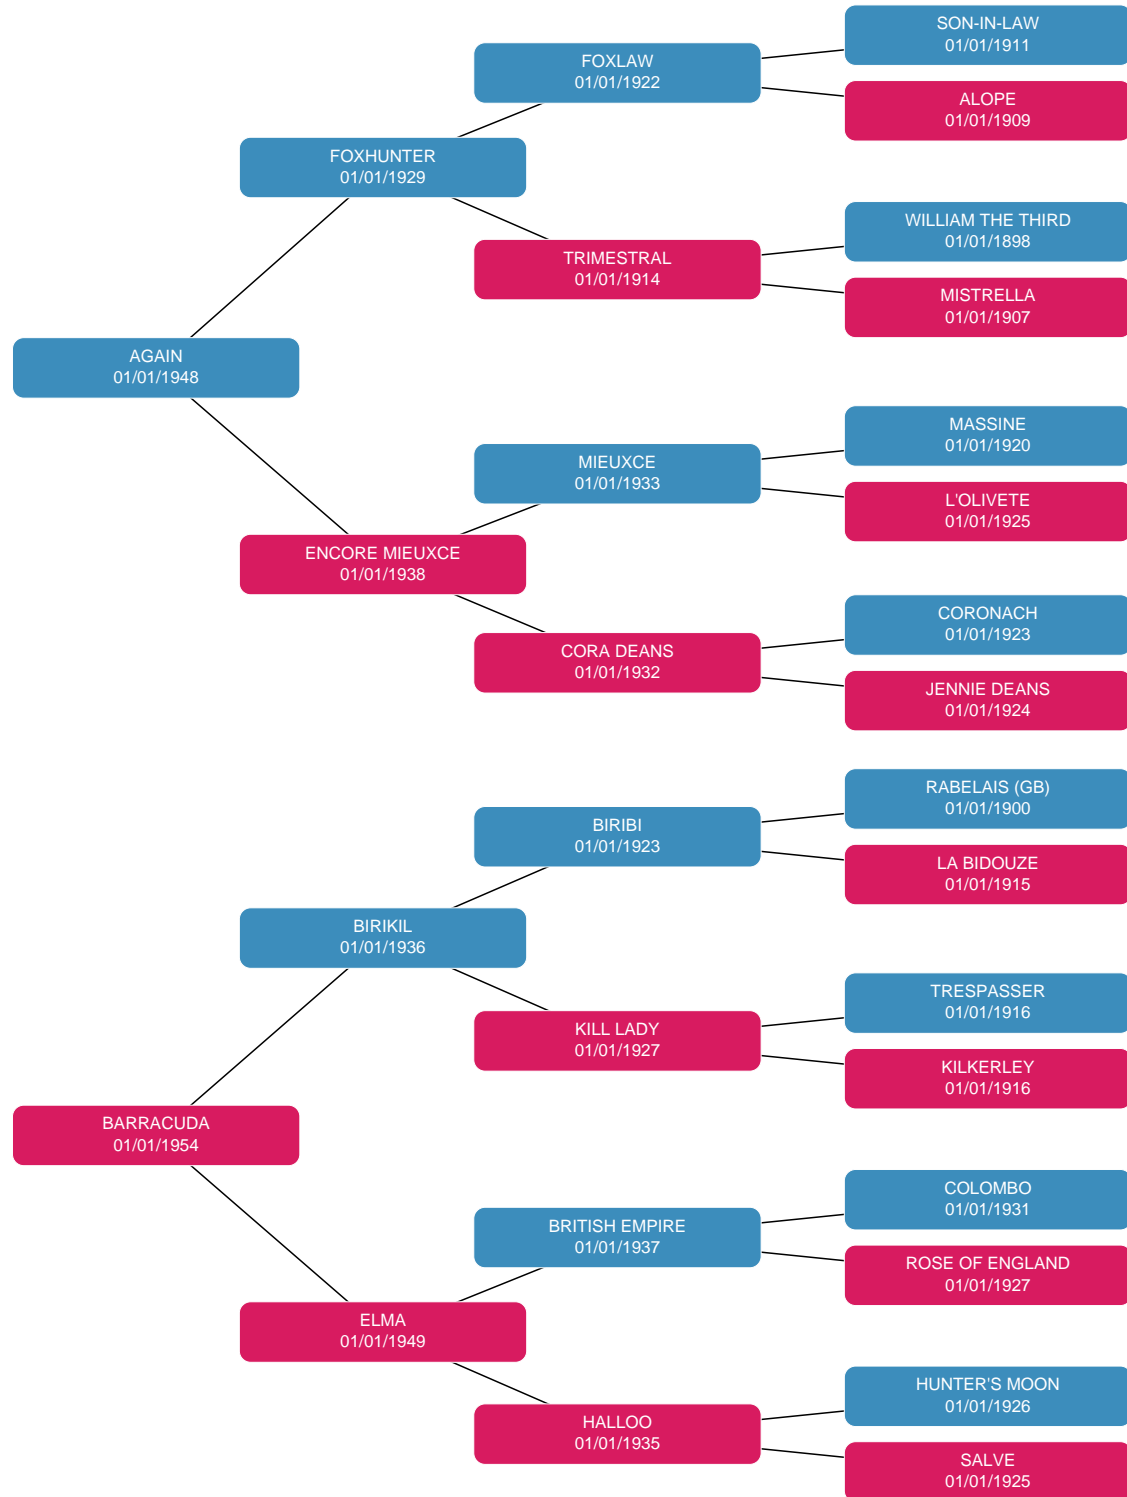 SON-IN-LAW
01/01/1911
FOXLAW
01/01/1922
ALOPE
01/01/1909
FOXHUNTER
01/01/1929
WILLIAM THE THIRD
01/01/1898
TRIMESTRAL
01/01/1914
MISTRELLA
01/01/1907
AGAIN
01/01/1948
MASSINE
01/01/1920
MIEUXCE
01/01/1933
L'OLIVETE
01/01/1925
ENCORE MIEUXCE
01/01/1938
CORONACH
01/01/1923
CORA DEANS
01/01/1932
JENNIE DEANS
01/01/1924
RABELAIS (GB)
01/01/1900
BIRIBI
01/01/1923
LA BIDOUZE
01/01/1915
BIRIKIL
01/01/1936
TRESPASSER
01/01/1916
KILL LADY
01/01/1927
KILKERLEY
01/01/1916
BARRACUDA
01/01/1954
COLOMBO
01/01/1931
BRITISH EMPIRE
01/01/1937
ROSE OF ENGLAND
01/01/1927
ELMA
01/01/1949
HUNTER'S MOON
01/01/1926
HALLOO
01/01/1935
SALVE
01/01/1925